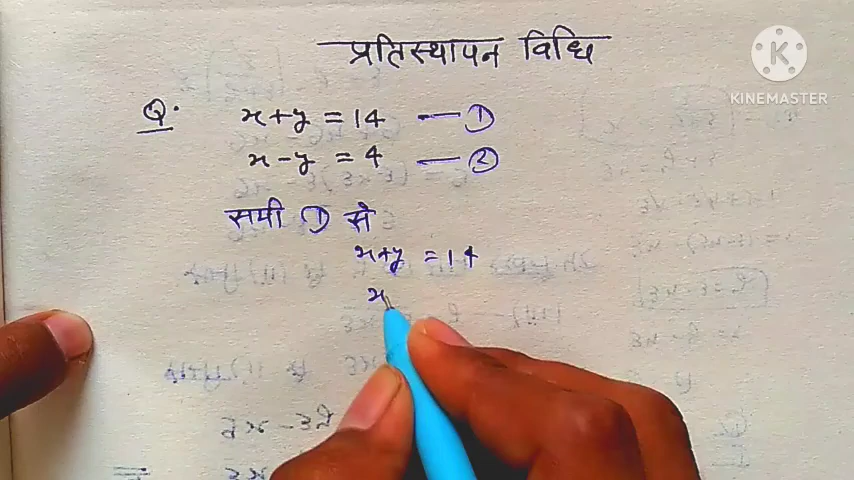 प्रतिस्थापन विधि
KINEMASTER
Q. x+y = 14 — ①
x-y = 4 — ②
समी ① से
x+y = 14
x